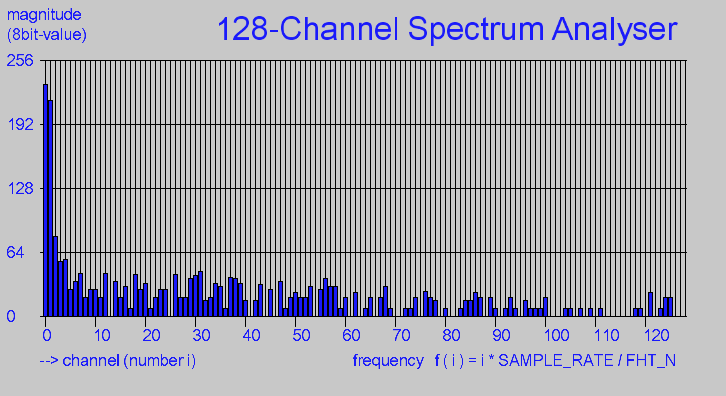 magnitude
(8bit-value)
128-Channel Spectrum Analyser
256
192
128
64
0
0 10 20 30 40 50 60 70 80 90 100 110 120
--> channel (number i)
frequency f ( i ) = i * SAMPLE_RATE / FHT_N